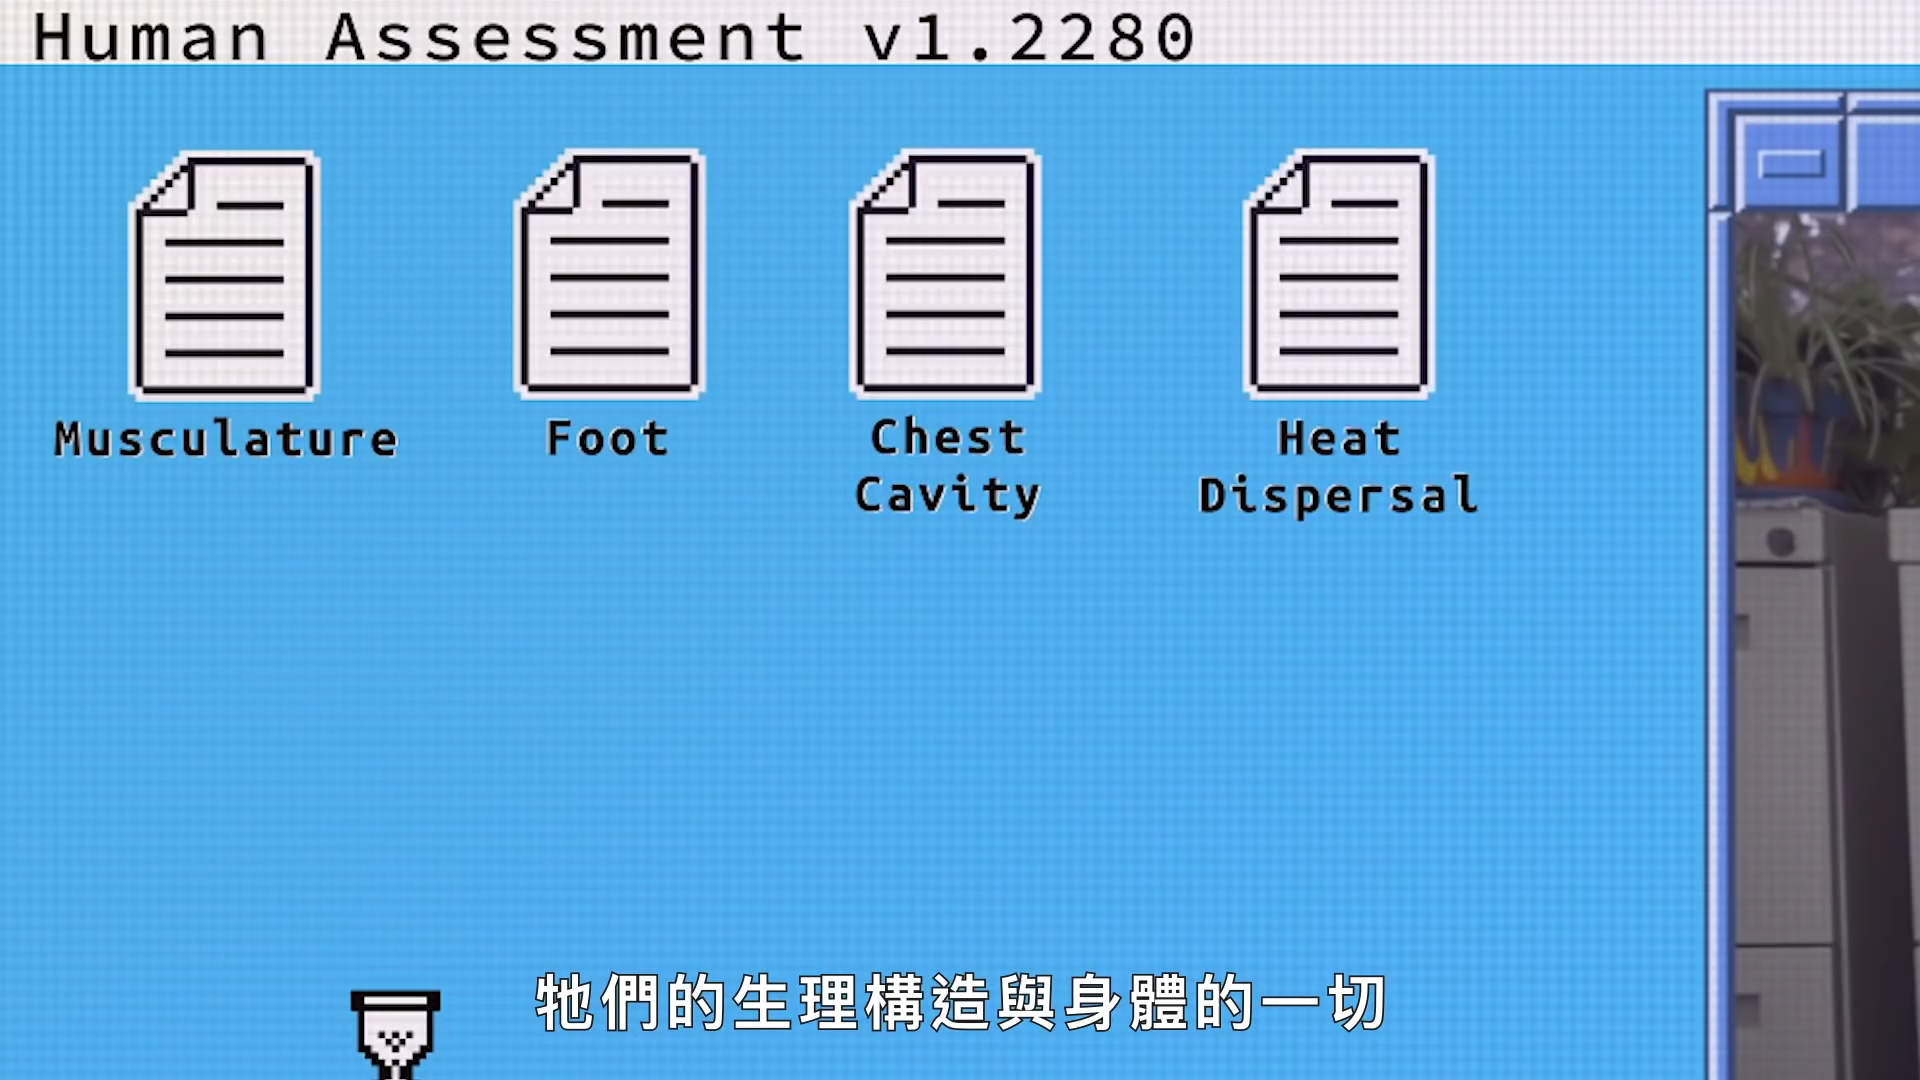 Human Assessment v1.2280
Musculature
Foot
Chest
Cavity
Heat
Dispersal
牠們的生理構造與身體的一切